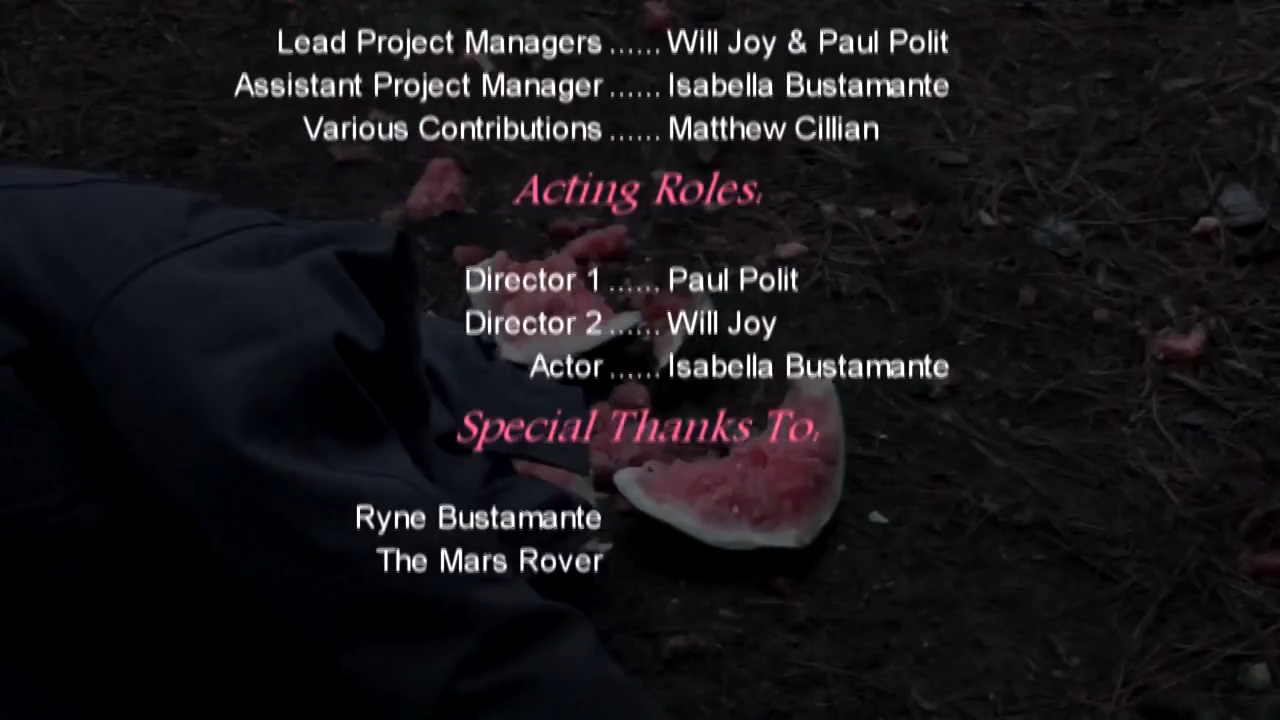 Lead Project Managers ...... Will Joy & Paul Polit
Assistant Project Manager ...... Isabella Bustamante
Various Contributions ...... Matthew Cillian
Acting Roles:
Director 1 ...... Paul Polit
Director 2 ...... Will Joy
Actor ...... Isabella Bustamante
Special Thanks To:
Ryne Bustamante
The Mars Rover